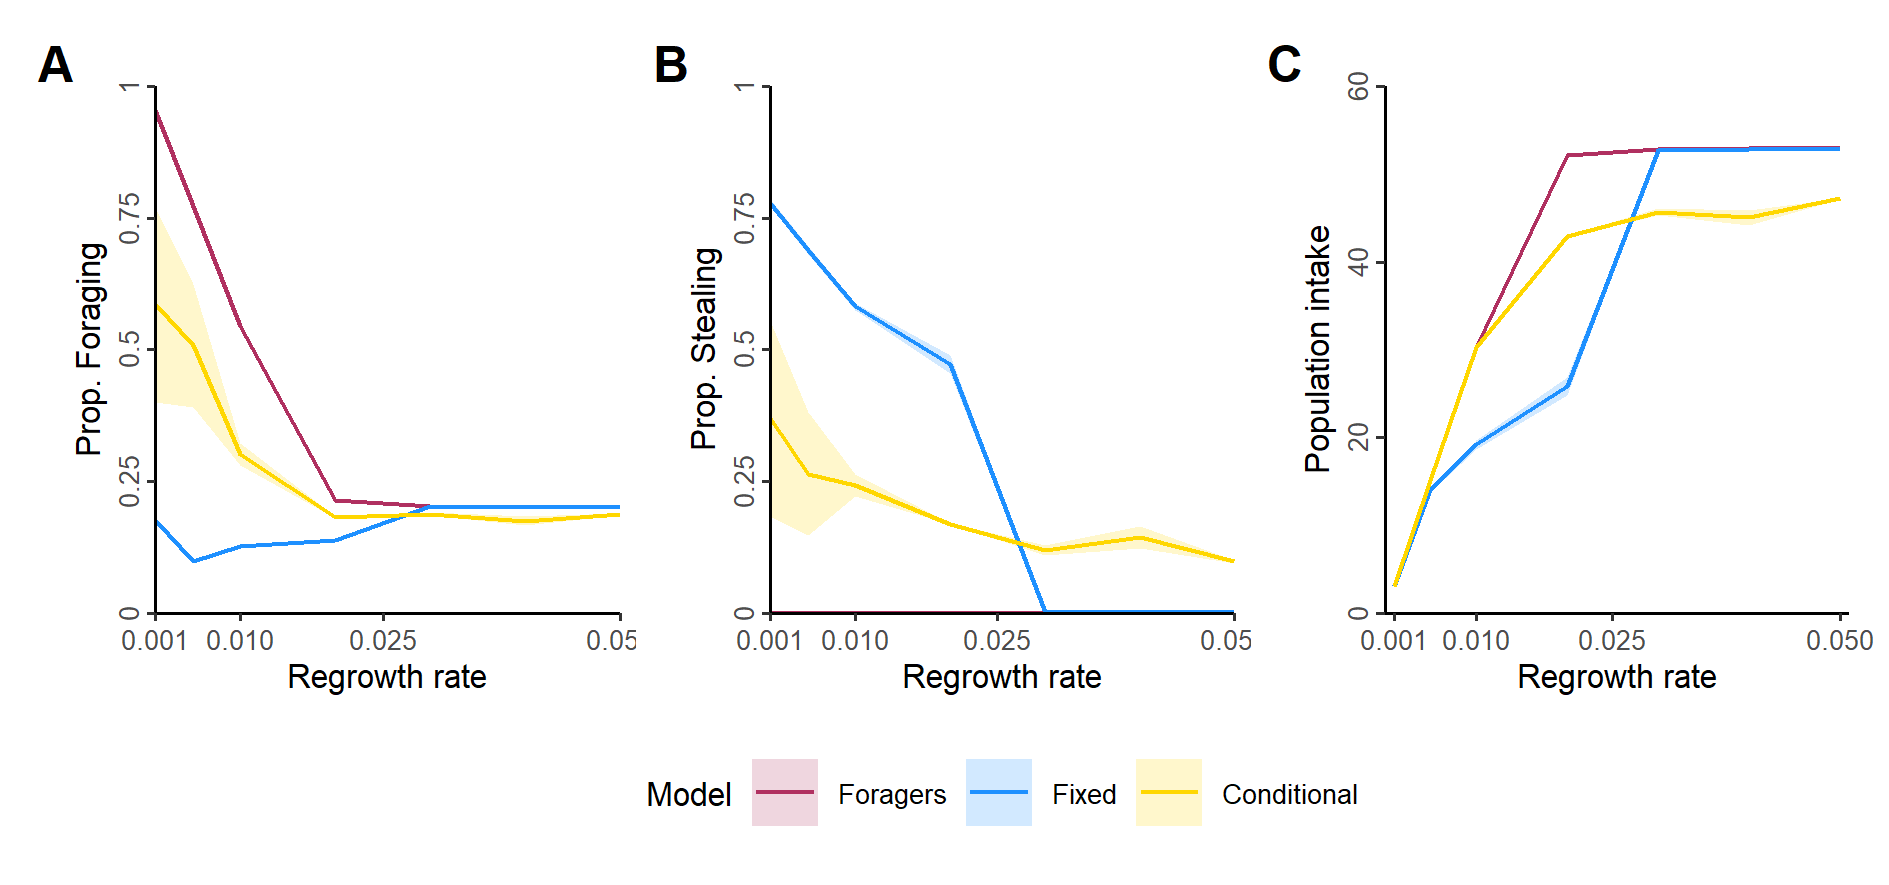 A
B
C
Prop. Foraging
1
0.75
0.5
0.25
0
0.001 0.010 0.025 0.05
Regrowth rate
Prop. Stealing
1
0.75
0.5
0.25
0
0.001 0.010 0.025 0.05
Regrowth rate
Population intake
60
40
20
0
0.001 0.010 0.025 0.050
Regrowth rate
Model Foragers Fixed Conditional